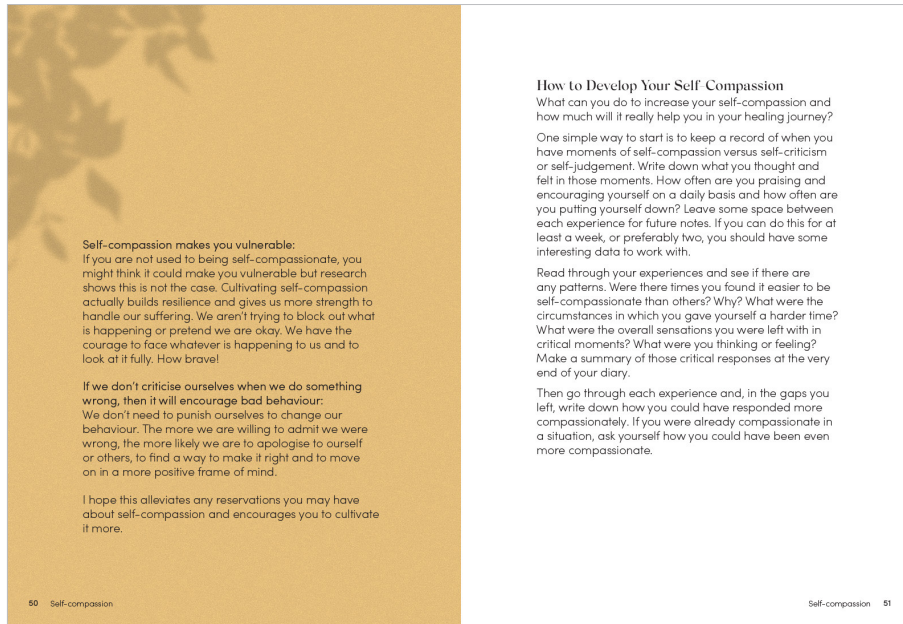 Self-compassion makes you vulnerable:
If you are not used to being self-compassionate, you
might think it could make you vulnerable but research
shows this is not the case. Cultivating self-compassion
actually builds resilience and gives us more strength to
handle our suffering. We aren't trying to block out what
is happening or pretend we are okay. We have the
courage to face whatever is happening to us and to
look at it fully. How brave!
If we don't criticise ourselves when we do something
wrong, then it will encourage bad behaviour:
We don't need to punish ourselves to change our
behaviour. The more we are willing to admit we were
wrong, the more likely we are to apologise to ourself
or others, to find a way to make it right and to move
on in a more positive frame of mind.
I hope this alleviates any reservations you may have
about self-compassion and encourages you to cultivate
it more.
50 Self-compassion
How to Develop Your Self-Compassion
What can you do to increase your self-compassion and
how much will it really help you in your healing journey?
One simple way to start is to keep a record of when you
have moments of self-compassion versus self-criticism
or self-judgement. Write down what you thought and
felt in those moments. How often are you praising and
encouraging yourself on a daily basis and how often are
you putting yourself down? Leave some space between
each experience for future notes. If you can do this for at
least a week, or preferably two, you should have some
interesting data to work with.
Read through your experiences and see if there are
any patterns. Were there times you found it easier to be
self-compassionate than others? Why? What were the
circumstances in which you gave yourself a harder time?
What were the overall sensations you were left with in
critical moments? What were you thinking or feeling?
Make a summary of those critical responses at the very
end of your diary.
Then go through each experience and, in the gaps you
left, write down how you could have responded more
compassionately. If you were already compassionate in
a situation, ask yourself how you could have been even
more compassionate.
Self-compassion 51